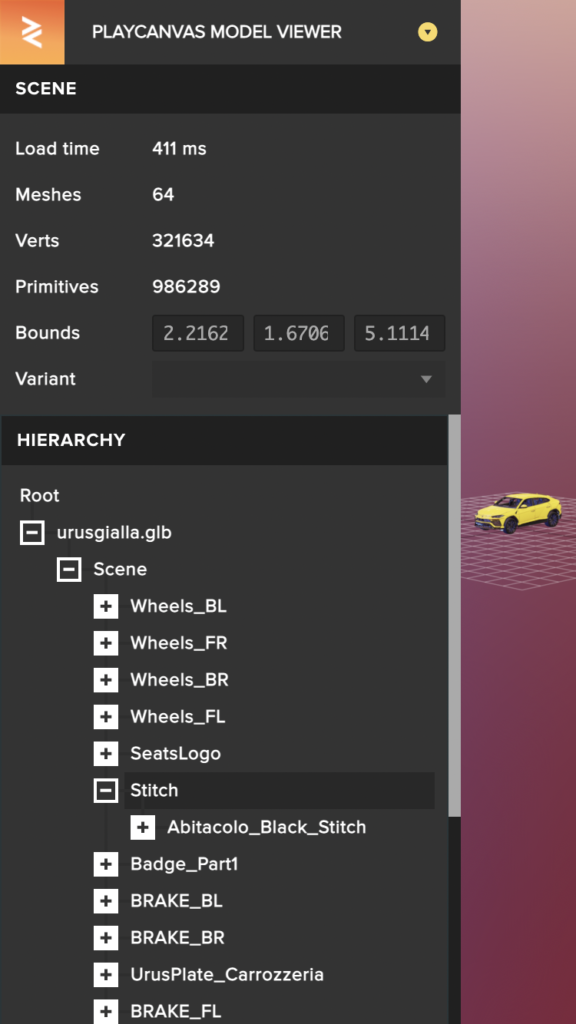 PLAYCANVAS MODEL VIEWER
SCENE
Load time 411 ms
Meshes 64
Verts 321634
Primitives 986289
Bounds 2.2162 1.6706 5.1114
Variant
HIERARCHY
Root
urusgialla.glb
Scene
Wheels_BL
Wheels_FR
Wheels_BR
Wheels_FL
SeatsLogo
Stitch
Abitacolo_Black_Stitch
Badge_Part1
BRAKE_BL
BRAKE_BR
UrusPlate_Carrozzeria
BRAKE_FL